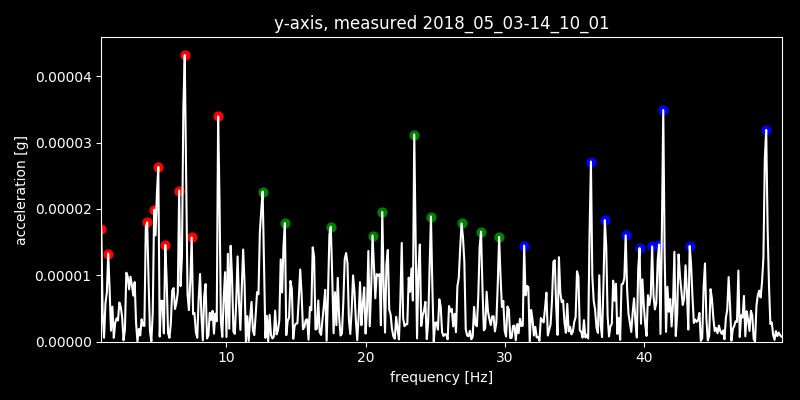 y-axis, measured 2018_05_03-14_10_01
acceleration [g]
0.00004
0.00003
0.00002
0.00001
0.00000
10 20 30 40
frequency [Hz]